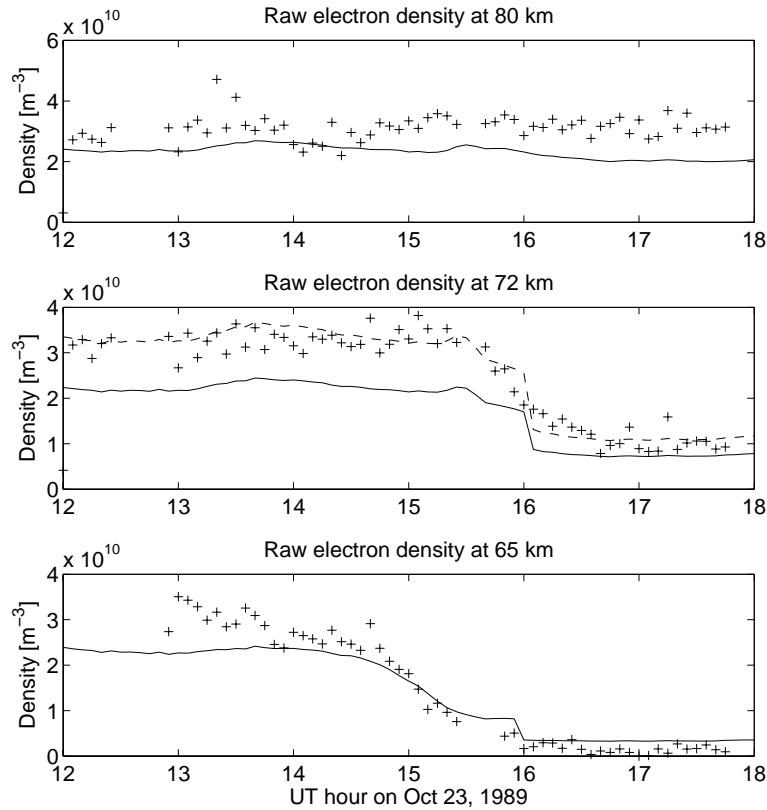 Raw electron density at 80 km
x 10^10
6
4
2
0
Density [m^−3]
12 13 14 15 16 17 18
Raw electron density at 72 km
x 10^10
4
3
2
1
0
Density [m^−3]
12 13 14 15 16 17 18
Raw electron density at 65 km
x 10^10
4
3
2
1
0
Density [m^−3]
12 13 14 15 16 17 18
UT hour on Oct 23, 1989